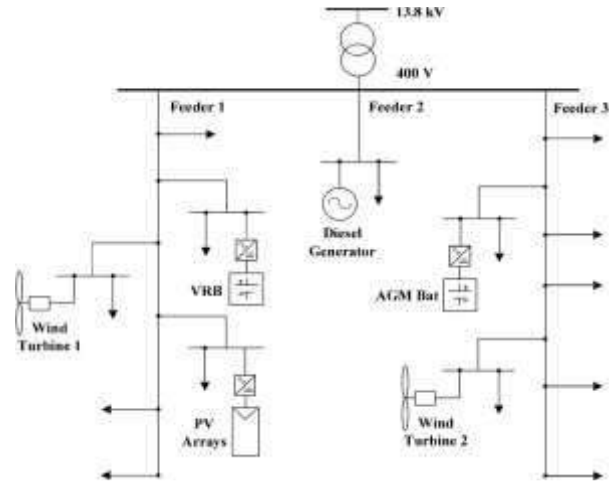 13.8 kV
400 V
Feeder 1
Feeder 2
Feeder 3
Diesel
Generator
VRB
AGM Bat
Wind
Turbine 1
PV
Arrays
Wind
Turbine 2